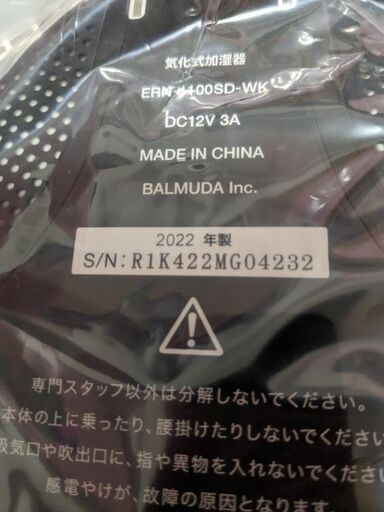 気化式加湿器
ERN-1100SD-WK
DC12V 3A
MADE IN CHINA
BALMUDA Inc.
2022 年製
S/N: R1K422MG04232
専門スタッフ以外は分解しないでください。
本体の上に乗ったり、腰掛けたりしないでください。
吸気口や吹出口に、指や異物を入れないでください。
感電やけが、故障の原因となります。